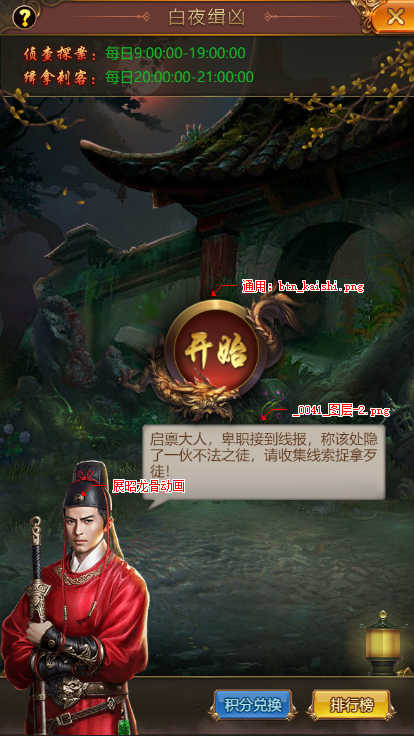 ?
白夜缉凶
侦查探案：每日9:00:00-19:00:00
缉拿刺客：每日20:00:00-21:00:00
通用：btn_kaishi.png
开始
_0041_图层-2.png
启禀大人，卑职接到线报，称该处隐
了一伙不法之徒，请收集线索捉拿歹
徒！
展昭龙骨动画
积分兑换
排行榜